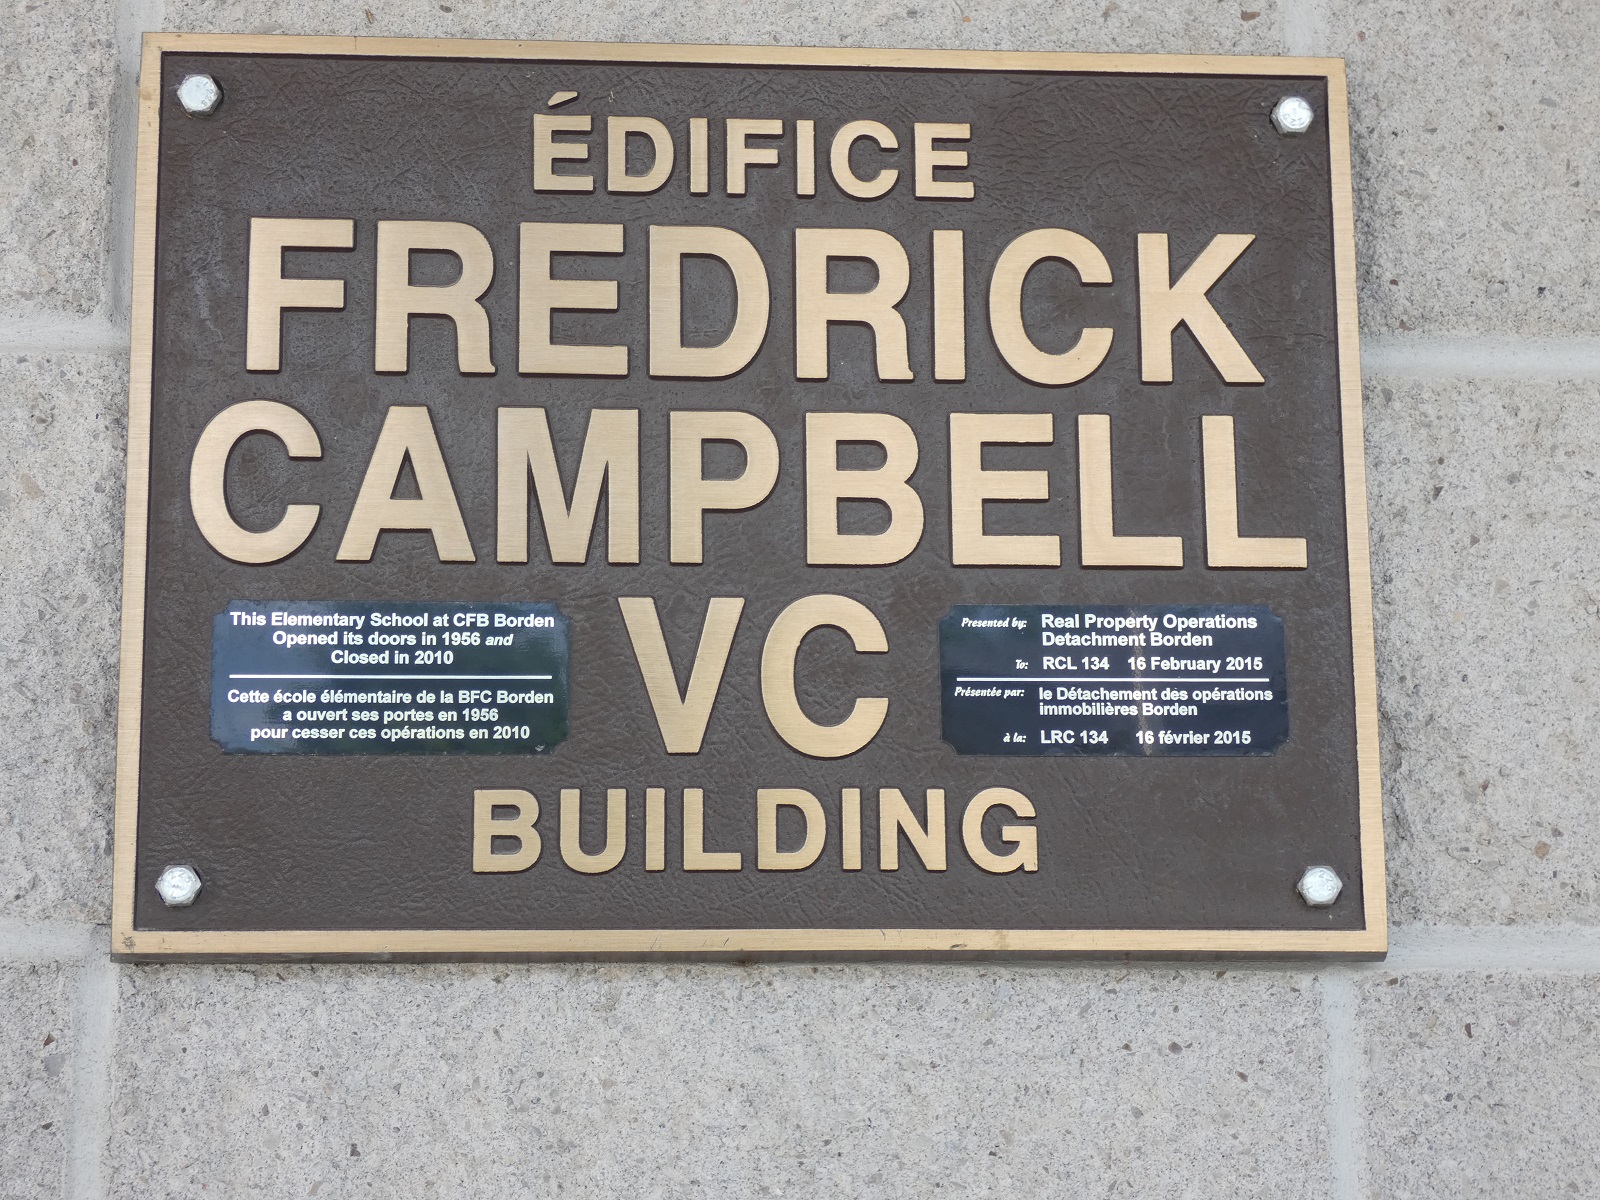 ÉDIFICE
FREDRICK
CAMPBELL
VC
This Elementary School at CFB Borden
Opened its doors in 1956 and
Closed in 2010
Cette école élémentaire de la BFC Borden
a ouvert ses portes en 1956
pour cesser ces opérations en 2010
Presented by: Real Property Operations
Detachment Borden
To: RCL 134 16 February 2015
Présentée par: le Détachement des opérations
immobilières Borden
à la: LRC 134 16 février 2015
BUILDING